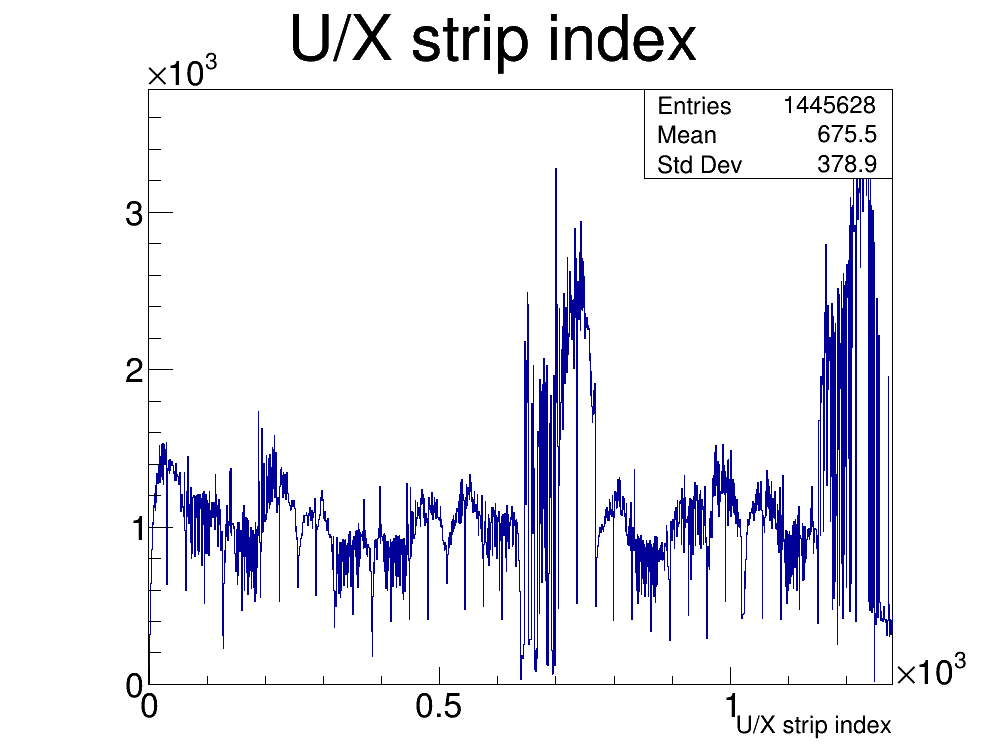 U/X strip index
×10³
Entries 1445628
Mean 675.5
Std Dev 378.9
3
2
1
0
0 0.5 1
×10³
U/X strip index